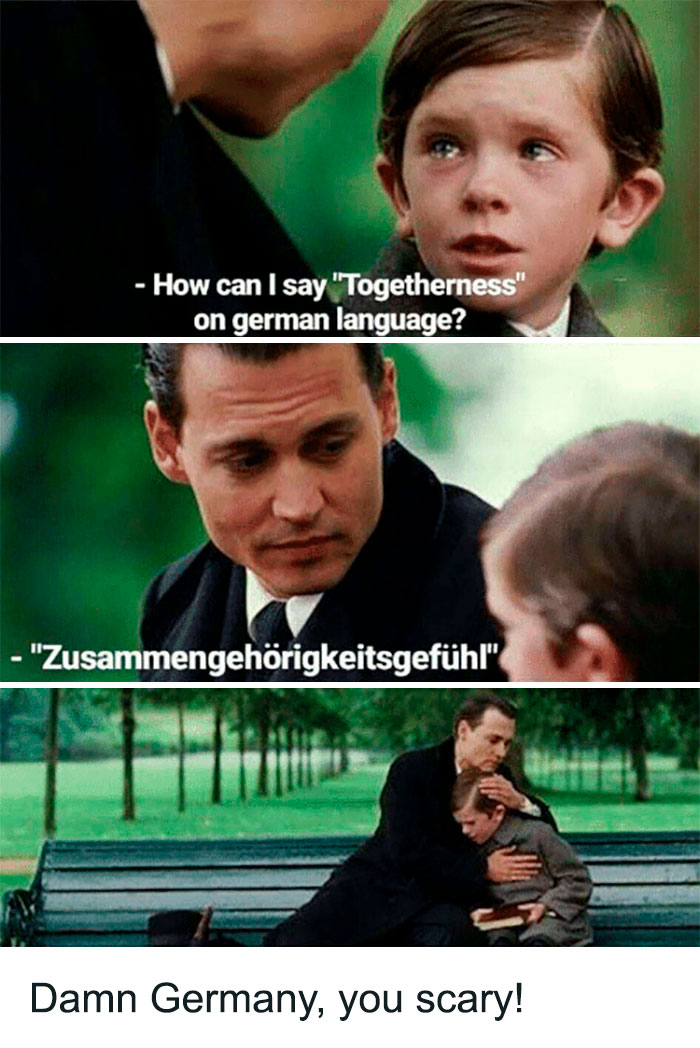 - How can I say "Togetherness"
on german language?
- "Zusammengehörigkeitsgefühl"
Damn Germany, you scary!